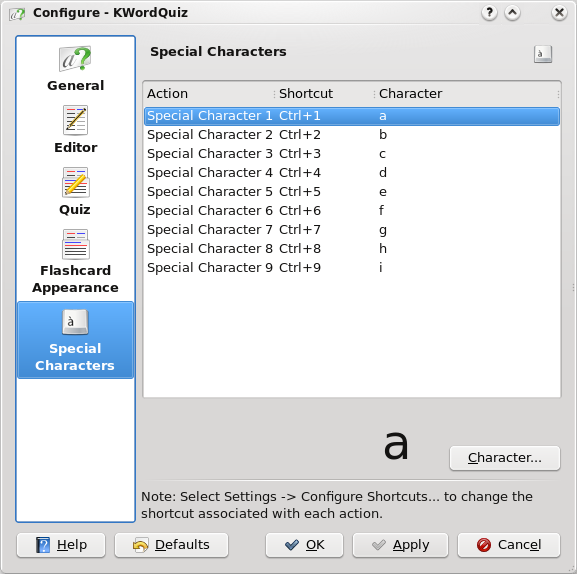 Configure - KWordQuiz
General
Editor
Quiz
Flashcard
Appearance
Special
Characters
Special Characters
Action Shortcut Character
Special Character 1 Ctrl+1 a
Special Character 2 Ctrl+2 b
Special Character 3 Ctrl+3 c
Special Character 4 Ctrl+4 d
Special Character 5 Ctrl+5 e
Special Character 6 Ctrl+6 f
Special Character 7 Ctrl+7 g
Special Character 8 Ctrl+8 h
Special Character 9 Ctrl+9 i
a
Character...
Note: Select Settings -> Configure Shortcuts... to change the
shortcut associated with each action.
Help Defaults OK Apply Cancel